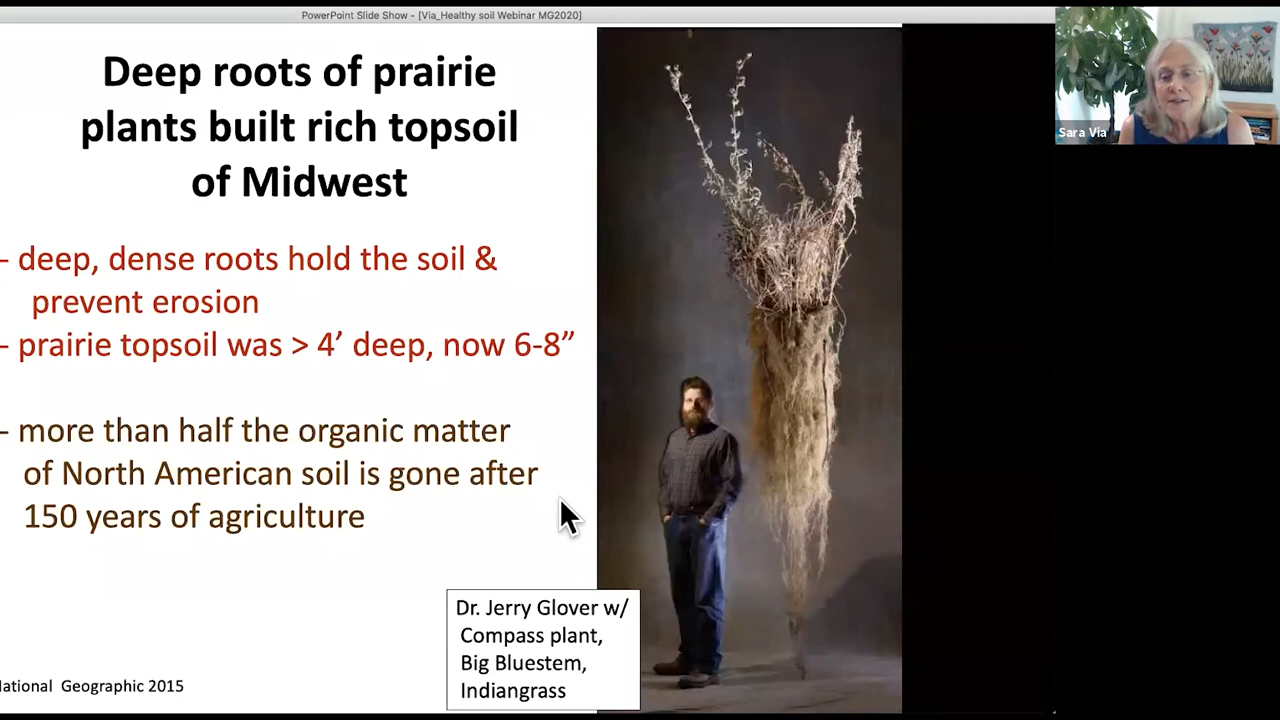 PowerPoint Slide Show - [Via_Healthy soil Webinar MG2020]
Deep roots of prairie
plants built rich topsoil
of Midwest
- deep, dense roots hold the soil &
prevent erosion
- prairie topsoil was > 4’ deep, now 6-8”
- more than half the organic matter
of North American soil is gone after
150 years of agriculture
Dr. Jerry Glover w/
Compass plant,
Big Bluestem,
Indiangrass
ational Geographic 2015
Sara Via